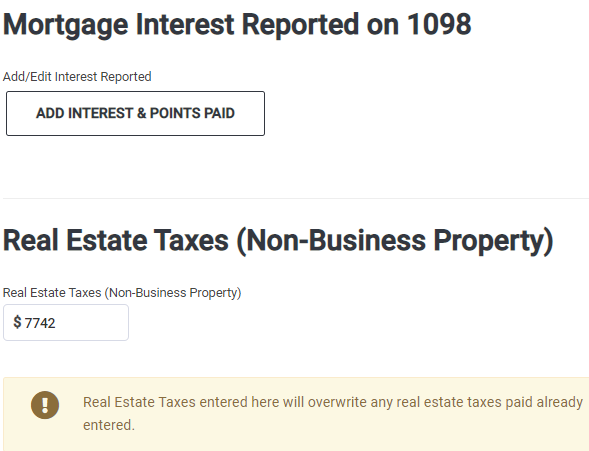 Mortgage Interest Reported on 1098
Add/Edit Interest Reported
ADD INTEREST & POINTS PAID
Real Estate Taxes (Non-Business Property)
Real Estate Taxes (Non-Business Property)
$ 7742
Real Estate Taxes entered here will overwrite any real estate taxes paid already
entered.